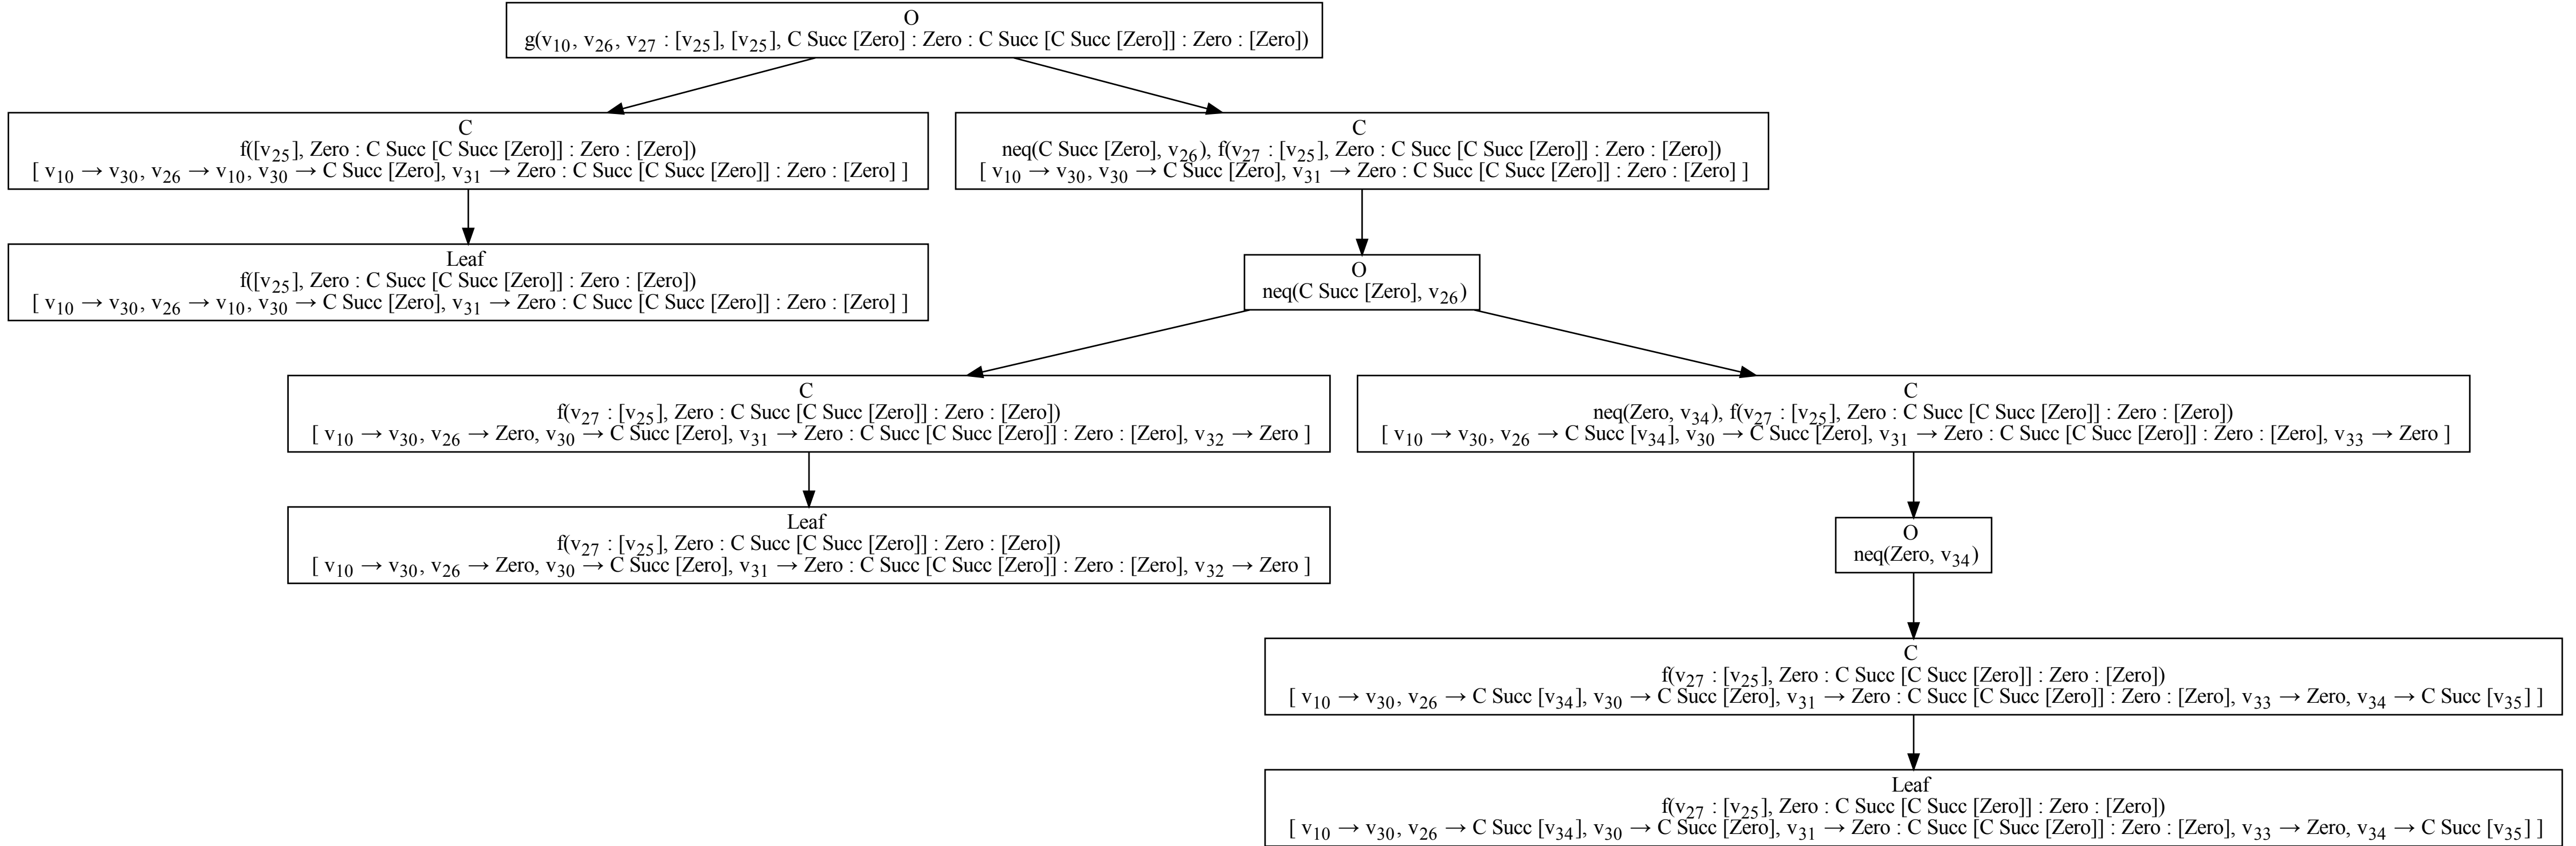 O
g(v10, v26, v27 : [v25], [v25], C Succ [Zero] : Zero : C Succ [C Succ [Zero]] : Zero : [Zero])
C
f([v25], Zero : C Succ [C Succ [Zero]] : Zero : [Zero])
[ v10 → v30, v26 → v10, v30 → C Succ [Zero], v31 → Zero : C Succ [C Succ [Zero]] : Zero : [Zero] ]
C
neq(C Succ [Zero], v26), f(v27 : [v25], Zero : C Succ [C Succ [Zero]] : Zero : [Zero])
[ v10 → v30, v30 → C Succ [Zero], v31 → Zero : C Succ [C Succ [Zero]] : Zero : [Zero] ]
Leaf
f([v25], Zero : C Succ [C Succ [Zero]] : Zero : [Zero])
[ v10 → v30, v26 → v10, v30 → C Succ [Zero], v31 → Zero : C Succ [C Succ [Zero]] : Zero : [Zero] ]
O
neq(C Succ [Zero], v26)
C
f(v27 : [v25], Zero : C Succ [C Succ [Zero]] : Zero : [Zero])
[ v10 → v30, v26 → Zero, v30 → C Succ [Zero], v31 → Zero : C Succ [C Succ [Zero]] : Zero : [Zero], v32 → Zero ]
C
neq(Zero, v34), f(v27 : [v25], Zero : C Succ [C Succ [Zero]] : Zero : [Zero])
[ v10 → v30, v26 → C Succ [v34], v30 → C Succ [Zero], v31 → Zero : C Succ [C Succ [Zero]] : Zero : [Zero], v33 → Zero ]
Leaf
f(v27 : [v25], Zero : C Succ [C Succ [Zero]] : Zero : [Zero])
[ v10 → v30, v26 → Zero, v30 → C Succ [Zero], v31 → Zero : C Succ [C Succ [Zero]] : Zero : [Zero], v32 → Zero ]
O
neq(Zero, v34)
C
f(v27 : [v25], Zero : C Succ [C Succ [Zero]] : Zero : [Zero])
[ v10 → v30, v26 → C Succ [v34], v30 → C Succ [Zero], v31 → Zero : C Succ [C Succ [Zero]] : Zero : [Zero], v33 → Zero, v34 → C Succ [v35] ]
Leaf
f(v27 : [v25], Zero : C Succ [C Succ [Zero]] : Zero : [Zero])
[ v10 → v30, v26 → C Succ [v34], v30 → C Succ [Zero], v31 → Zero : C Succ [C Succ [Zero]] : Zero : [Zero], v33 → Zero, v34 → C Succ [v35] ]